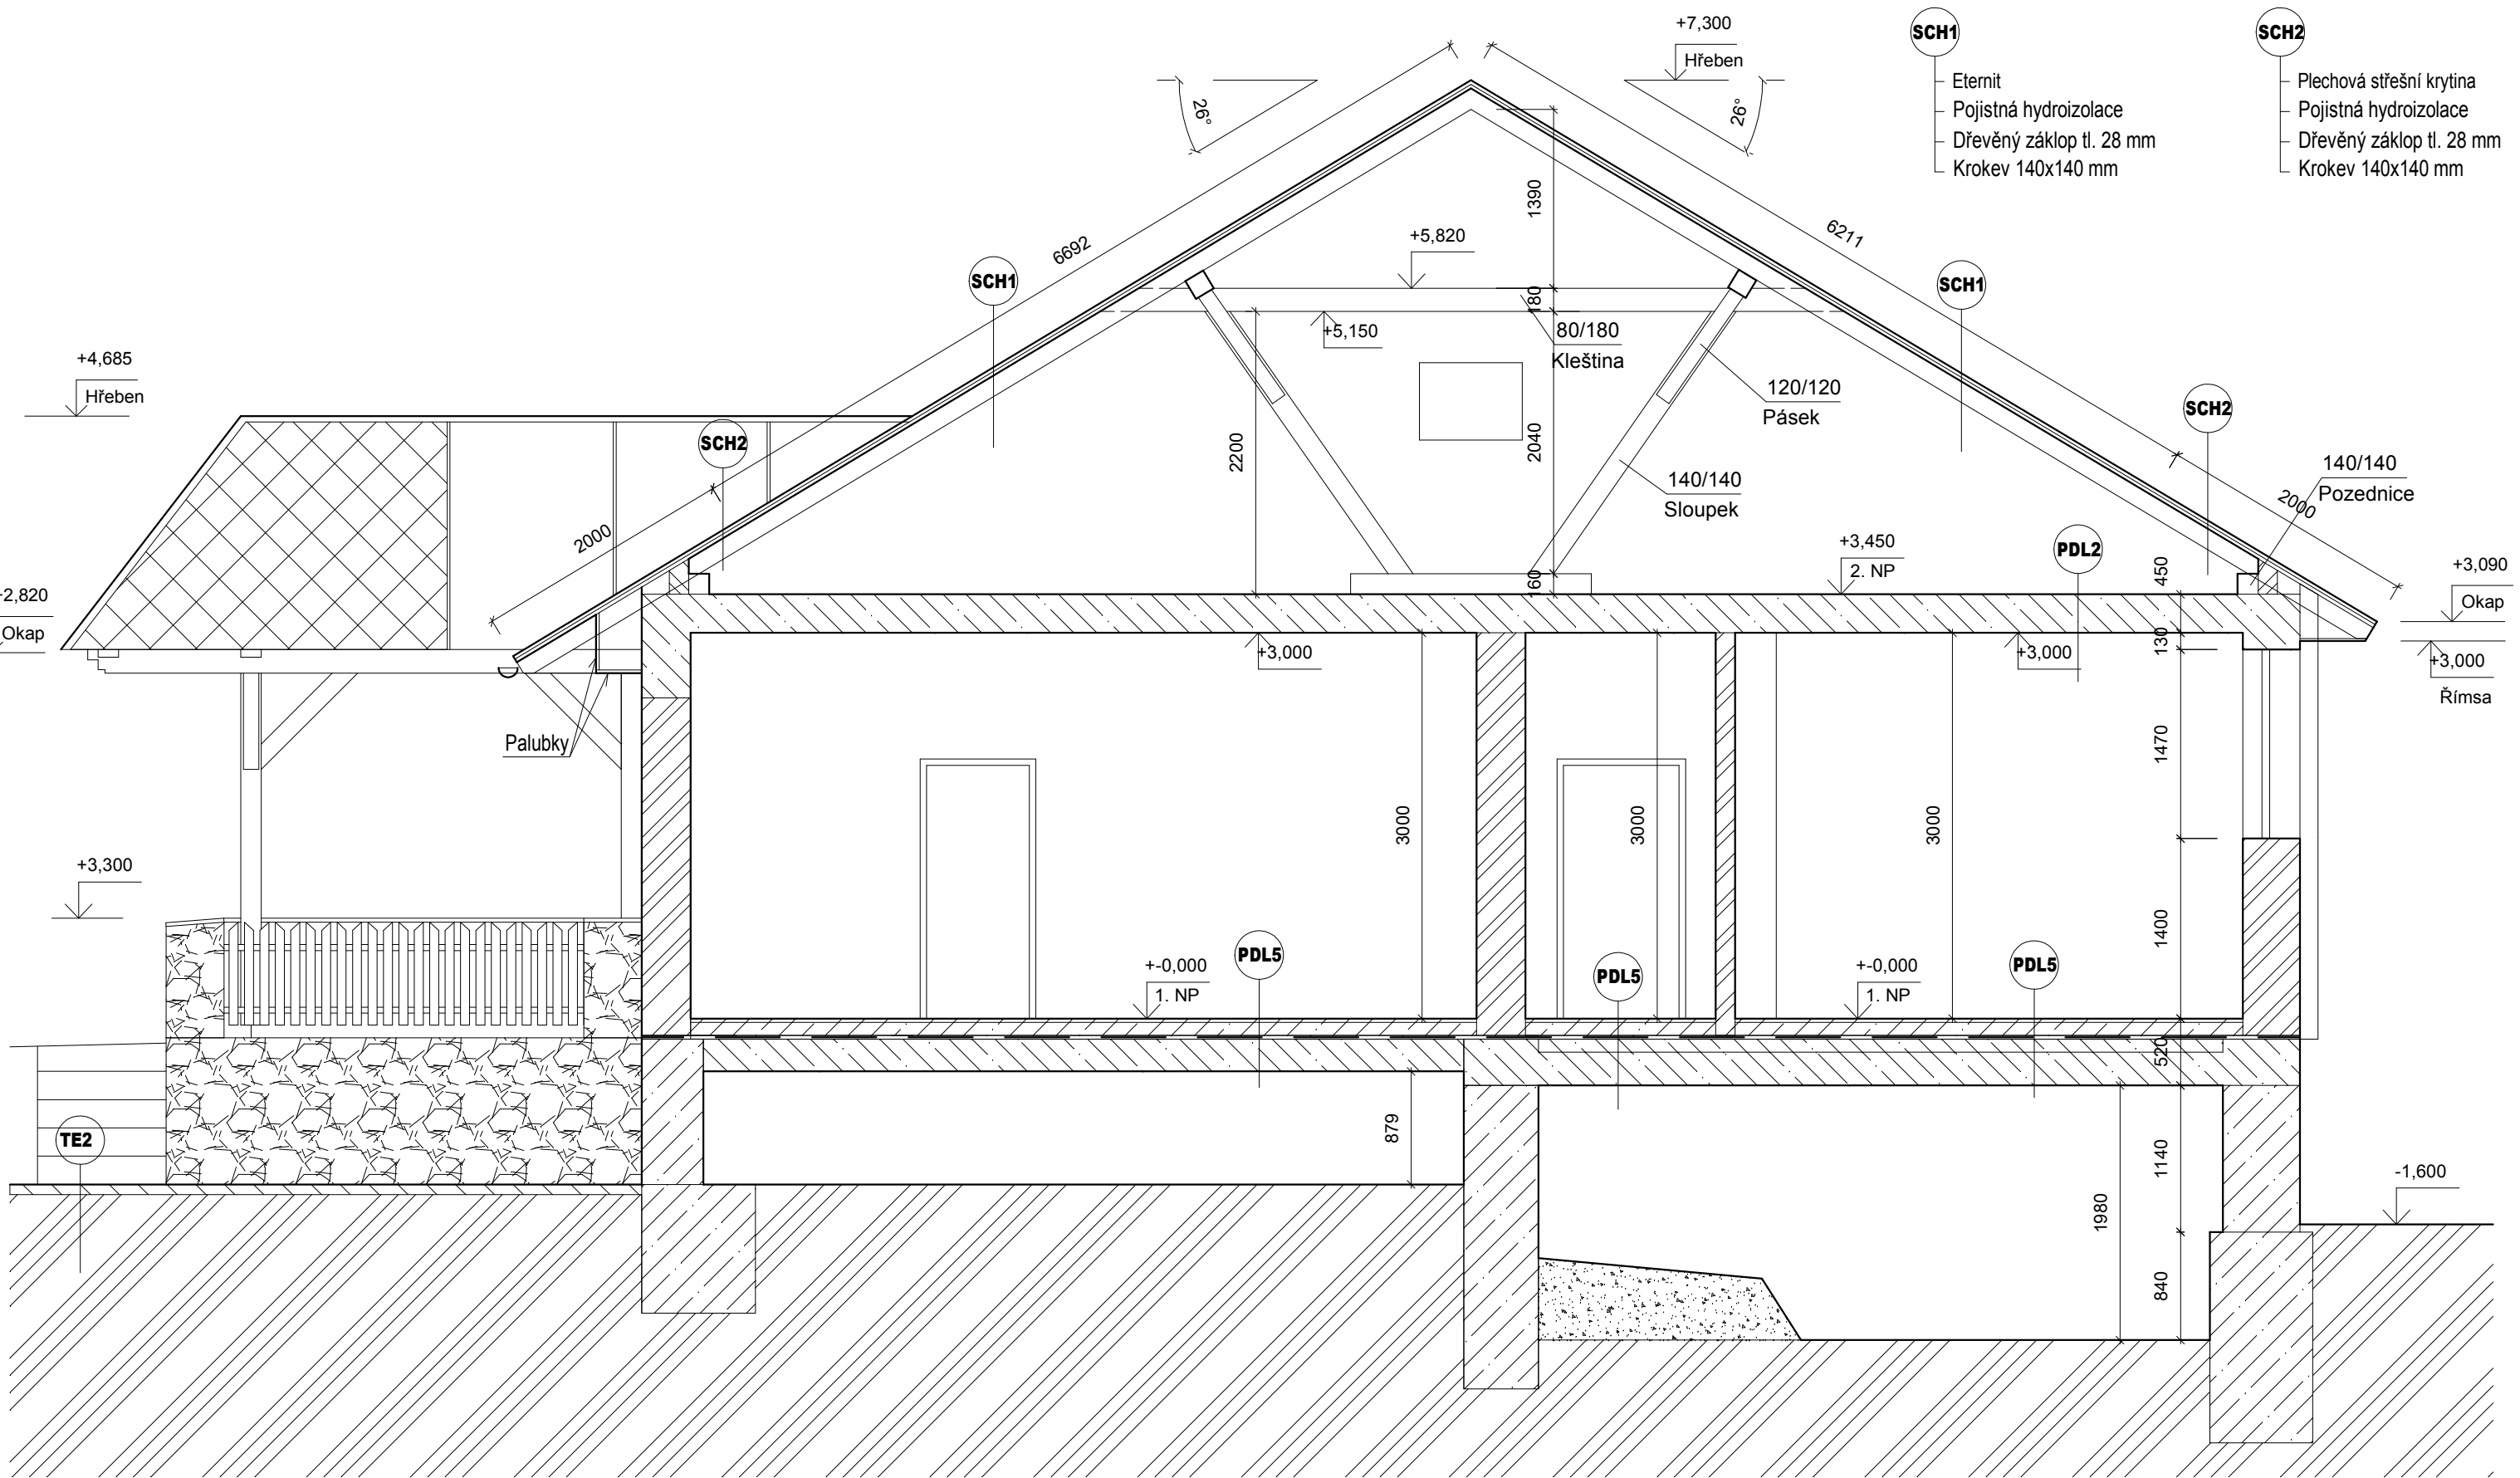 +7,300
Hřeben
SCH1
Eternit
Pojistná hydroizolace
Dřevěný záklop tl. 28 mm
Krokev 140x140 mm
SCH2
Plechová střešní krytina
Pojistná hydroizolace
Dřevěný záklop tl. 28 mm
Krokev 140x140 mm
26°
26°
1390
6692
+5,820
6211
SCH1
SCH1
180
+5,150
80/180
Kleština
+4,685
Hřeben
120/120
Pásek
SCH2
SCH2
2200
2040
140/140
Sloupek
140/140
Pozednice
2000
2000
+3,450
2. NP
PDL2
160
450
+3,090
Okap
+2,820
Okap
+3,000
+3,000
130
+3,000
Římsa
Palubky
1470
3000
3000
3000
+3,300
1400
+-0,000
1. NP
PDL5
PDL5
+-0,000
1. NP
PDL5
520
TE2
879
1140
-1,600
1980
840